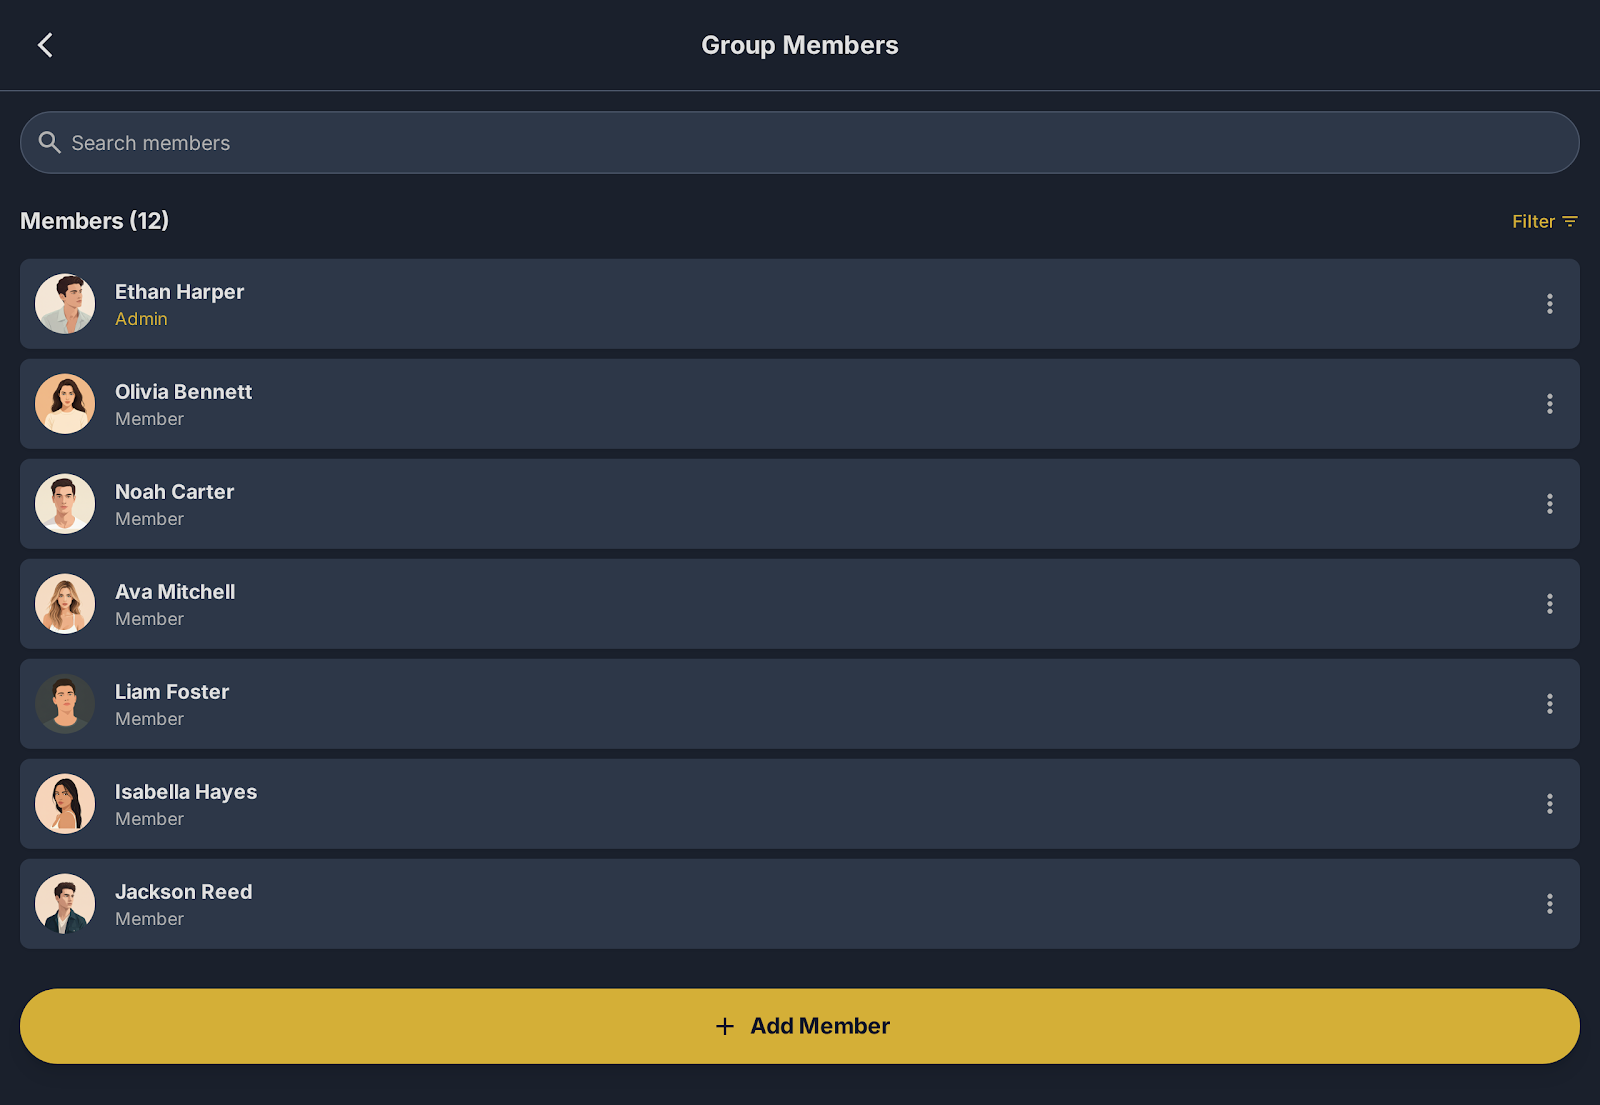 Group Members
Search members
Members (12)
Filter
Ethan Harper
Admin
Olivia Bennett
Member
Noah Carter
Member
Ava Mitchell
Member
Liam Foster
Member
Isabella Hayes
Member
Jackson Reed
Member
+ Add Member